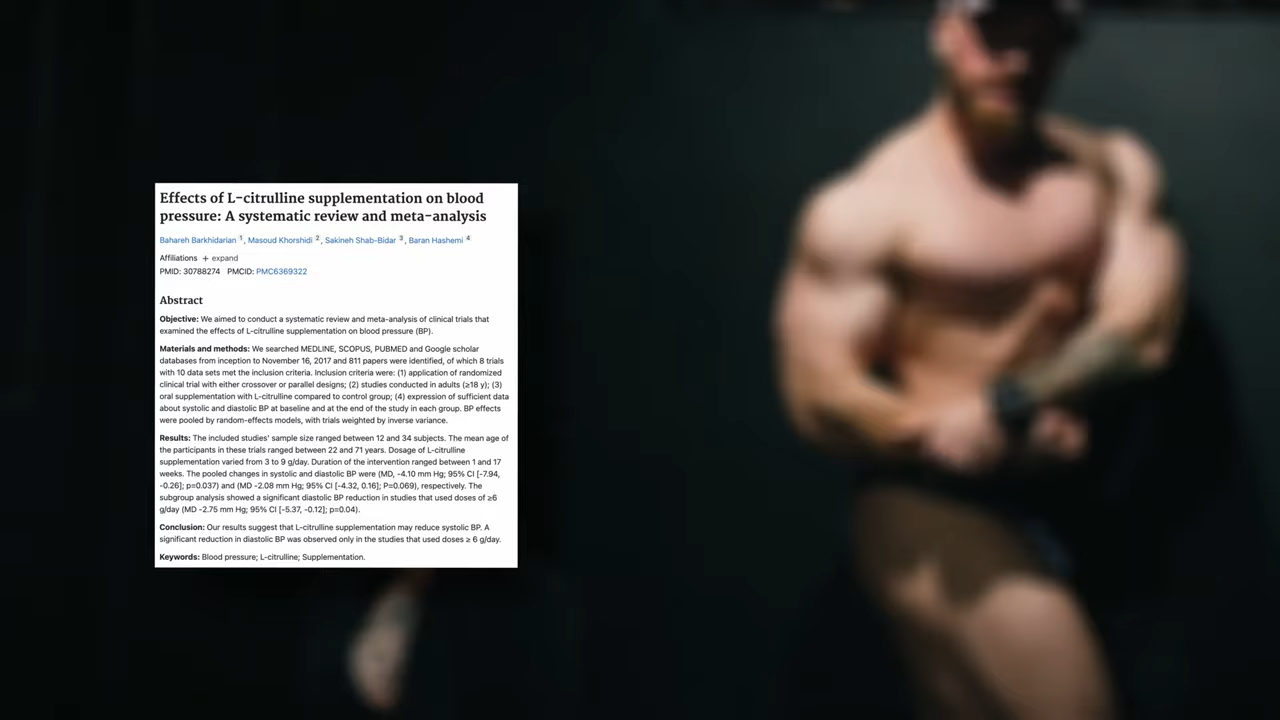 Effects of L-citrulline supplementation on blood
pressure: A systematic review and meta-analysis
Bahareh Barkhidarian 1, Masoud Khorshidi 2, Sakineh Shab-Bidar 3, Baran Hashemi 4
Affiliations + expand
PMID: 30788274 PMCID: PMC6369322
Abstract
Objective: We aimed to conduct a systematic review and meta-analysis of clinical trials that
examined the effects of L-citrulline supplementation on blood pressure (BP).
Materials and methods: We searched MEDLINE, SCOPUS, PUBMED and Google scholar
databases from inception to November 16, 2017 and 811 papers were identified, of which 8 trials
with 10 data sets met the inclusion criteria. Inclusion criteria were: (1) application of randomized
clinical trial with either crossover or parallel designs; (2) studies conducted in adults (≥18 y); (3)
oral supplementation with L-citrulline compared to control group; (4) expression of sufficient data
about systolic and diastolic BP at baseline and at the end of the study in each group. BP effects
were pooled by random-effects models, with trials weighted by inverse variance.
Results: The included studies' sample size ranged between 12 and 34 subjects. The mean age of
the participants in these trials ranged between 22 and 71 years. Dosage of L-citrulline
supplementation varied from 3 to 9 g/day. Duration of the intervention ranged between 1 and 17
weeks. The pooled changes in systolic and diastolic BP were (MD, -4.10 mm Hg; 95% CI [-7.94,
-0.26]; p=0.037) and (MD -2.08 mm Hg; 95% CI [-4.32, 0.16]; P=0.069), respectively. The
subgroup analysis showed a significant diastolic BP reduction in studies that used doses of ≥6
g/day (MD -2.75 mm Hg; 95% CI [-5.37, -0.12]; p=0.04).
Conclusion: Our results suggest that L-citrulline supplementation may reduce systolic BP. A
significant reduction in diastolic BP was observed only in the studies that used doses ≥ 6 g/day.
Keywords: Blood pressure; L-citrulline; Supplementation.